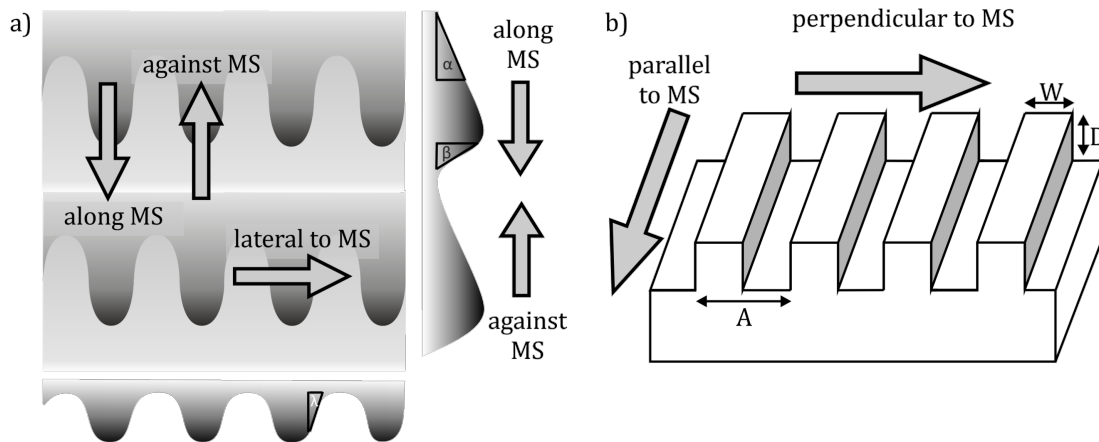 a)
against MS
along MS
lateral to MS
λ
α
β
along
MS
against
MS
b)
perpendicular to MS
parallel
to MS
W
D
A